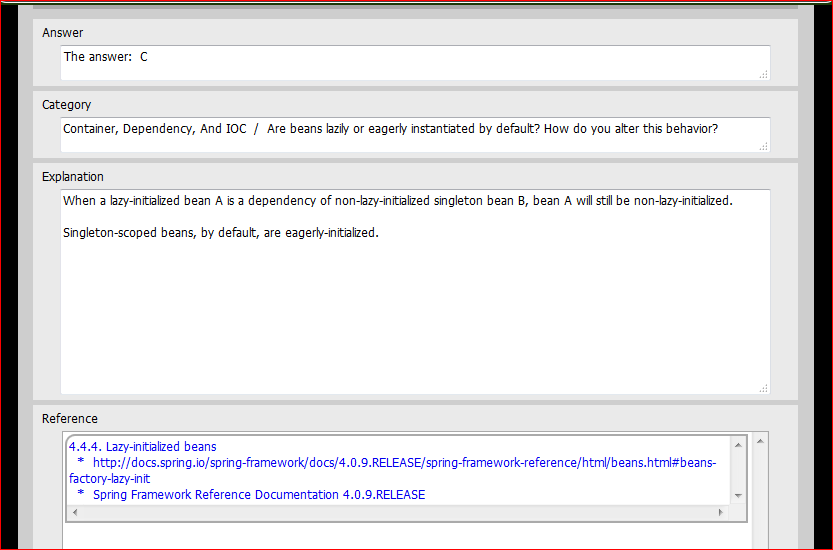 Answer
The answer:  C
Category
Container, Dependency, And IOC  /  Are beans lazily or eagerly instantiated by default? How do you alter this behavior?
Explanation
When a lazy-initialized bean A is a dependency of non-lazy-initialized singleton bean B, bean A will still be non-lazy-initialized.
Singleton-scoped beans, by default, are eagerly-initialized.
Reference
4.4.4. Lazy-initialized beans
*  http://docs.spring.io/spring-framework/docs/4.0.9.RELEASE/spring-framework-reference/html/beans.html#beans-
factory-lazy-init
*  Spring Framework Reference Documentation 4.0.9.RELEASE